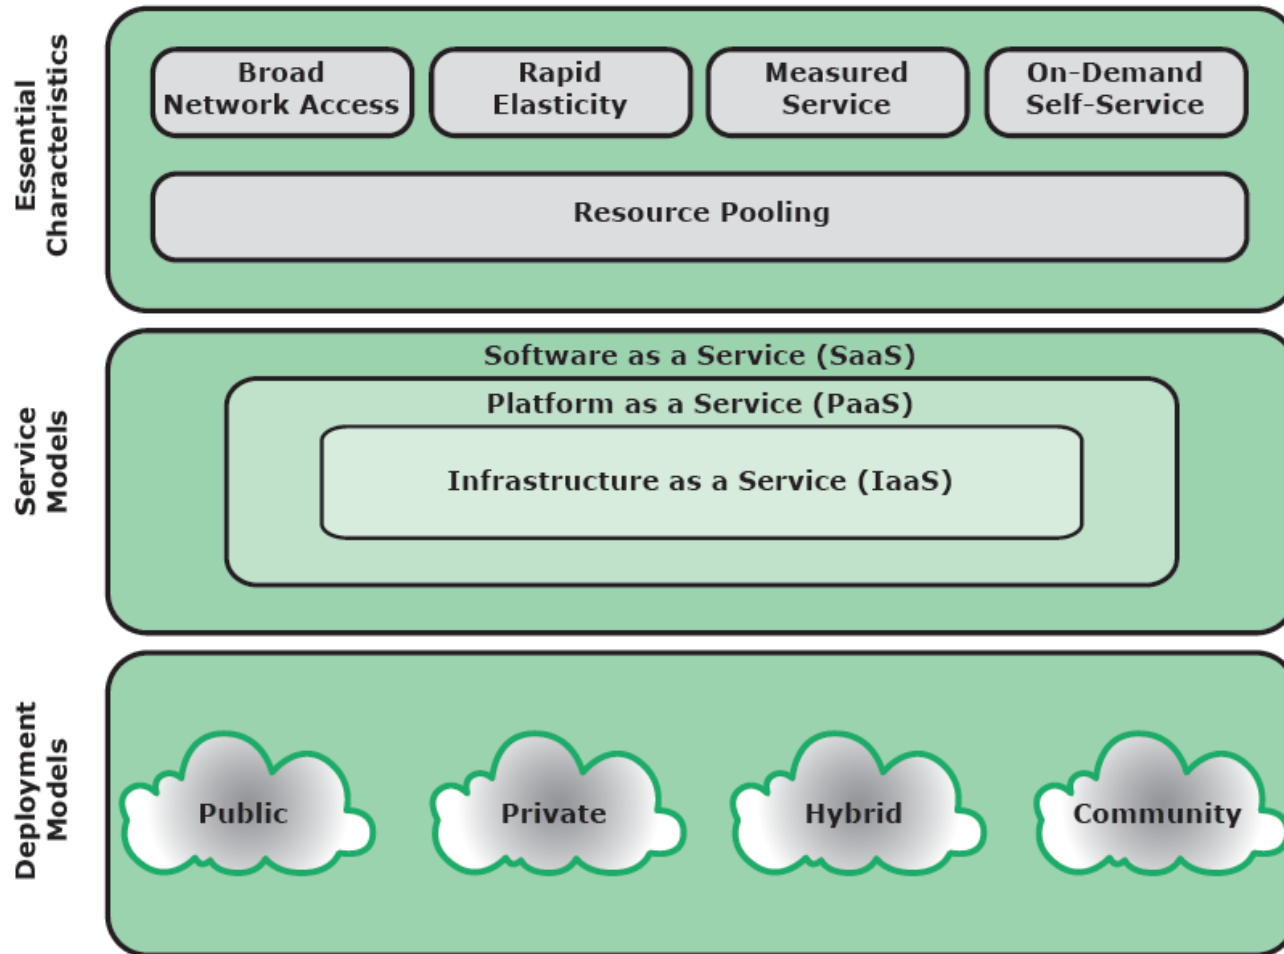 Essential
Characteristics
Broad
Network Access
Rapid
Elasticity
Measured
Service
On-Demand
Self-Service
Resource Pooling
Service
Models
Software as a Service (SaaS)
Platform as a Service (PaaS)
Infrastructure as a Service (IaaS)
Deployment
Models
Public
Private
Hybrid
Community